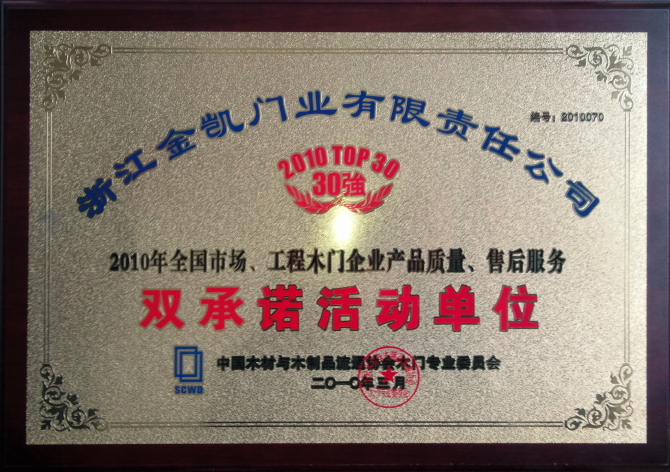 浙江金凯门业有限责任公司
编号：2010070
2010 TOP 30
30強
2010年全国市场、工程木门企业产品质量、售后服务
双承诺活动单位
SCWD
中国木材与木制品流通协会木门专业委员会
二〇一〇年三月